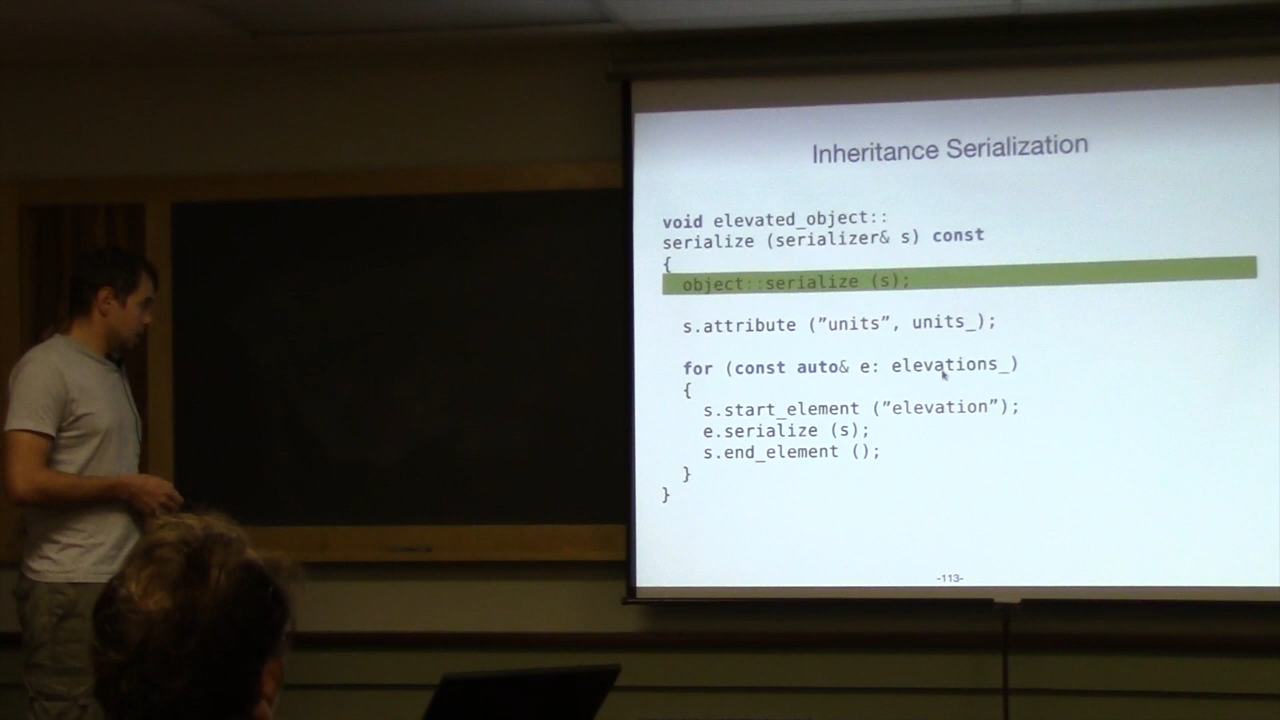 Inheritance Serialization
void elevated_object::
serialize (serializer& s) const
{
object::serialize (s);
s.attribute (”units”, units_);
for (const auto& e: elevations_)
{
s.start_element (”elevation”);
e.serialize (s);
s.end_element ();
}
}
-113-